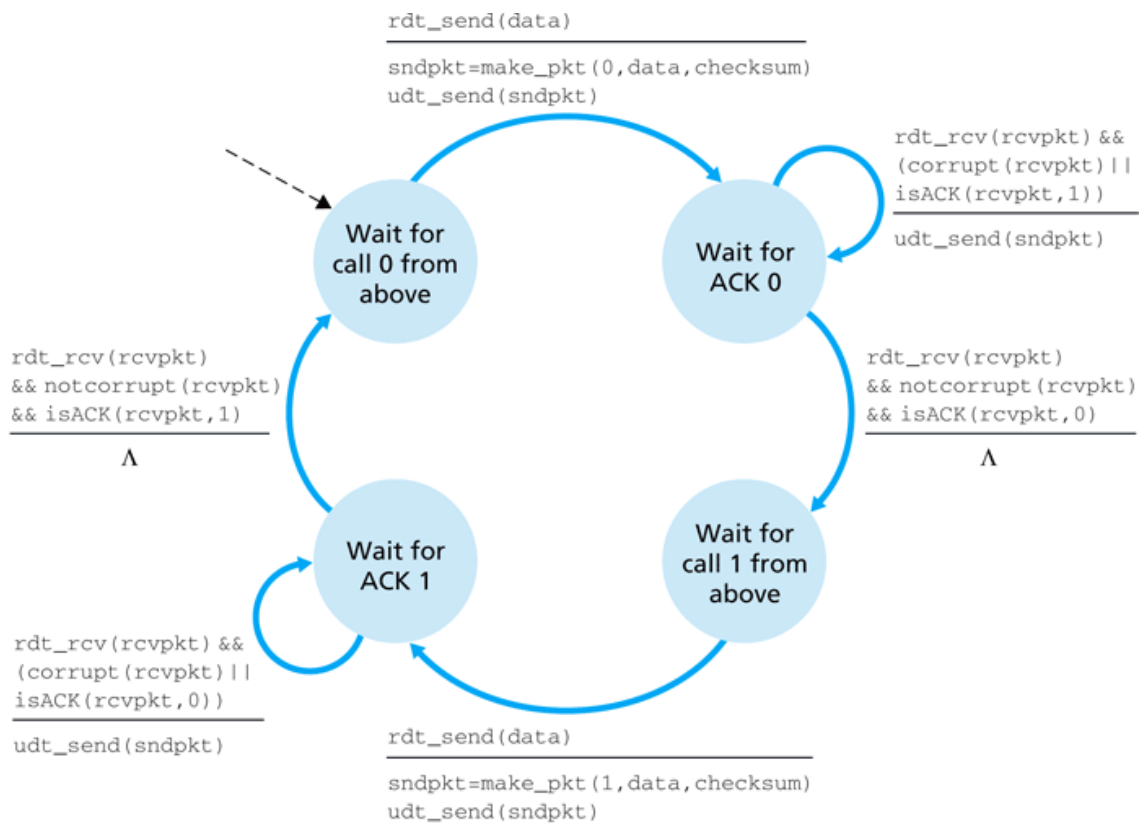 rdt_send(data)
sndpkt=make_pkt(0,data,checksum)
udt_send(sndpkt)
rdt_rcv(rcvpkt) &&
(corrupt(rcvpkt)||
isACK(rcvpkt,1))
udt_send(sndpkt)
Wait for
call 0 from
above
Wait for
ACK 0
rdt_rcv(rcvpkt)
&& notcorrupt(rcvpkt)
&& isACK(rcvpkt,1)
Λ
rdt_rcv(rcvpkt)
&& notcorrupt(rcvpkt)
&& isACK(rcvpkt,0)
Λ
Wait for
ACK 1
Wait for
call 1 from
above
rdt_rcv(rcvpkt) &&
(corrupt(rcvpkt)||
isACK(rcvpkt,0))
udt_send(sndpkt)
rdt_send(data)
sndpkt=make_pkt(1,data,checksum)
udt_send(sndpkt)